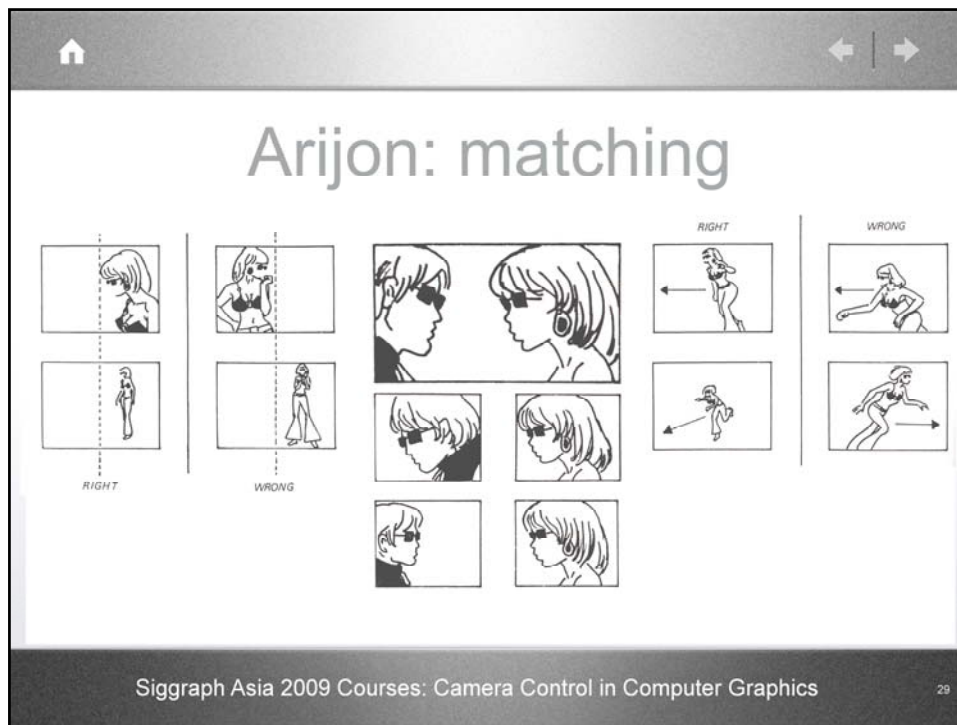 Arijon: matching
RIGHT
WRONG
RIGHT
WRONG
Siggraph Asia 2009 Courses: Camera Control in Computer Graphics
29